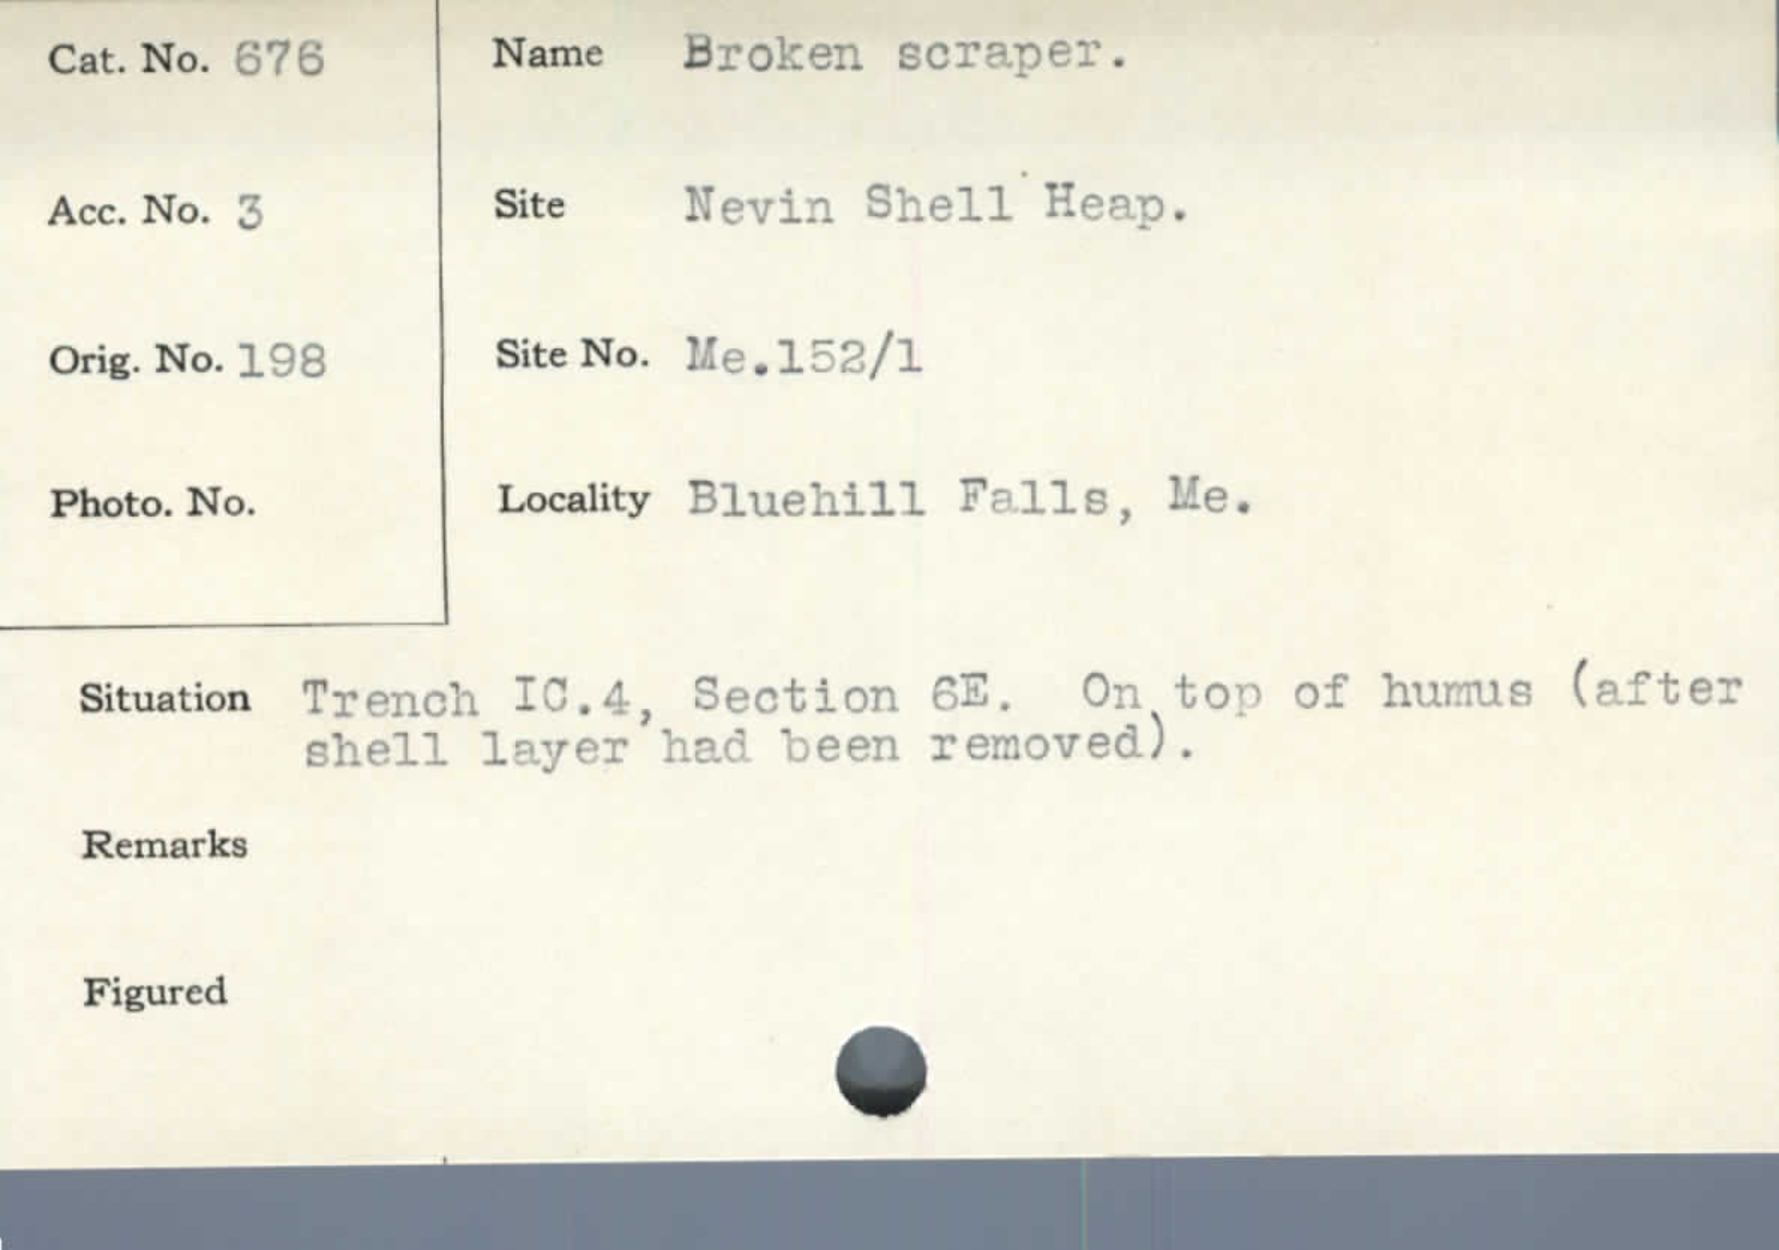 Cat. No. 676
Name Broken scraper.
Acc. No. 3
Site Nevin Shell Heap.
Orig. No. 198
Site No. Me.152/1
Photo. No.
Locality Bluehill Falls, Me.
Situation Trench IC.4, Section 6E. On top of humus (after
shell layer had been removed).
Remarks
Figured